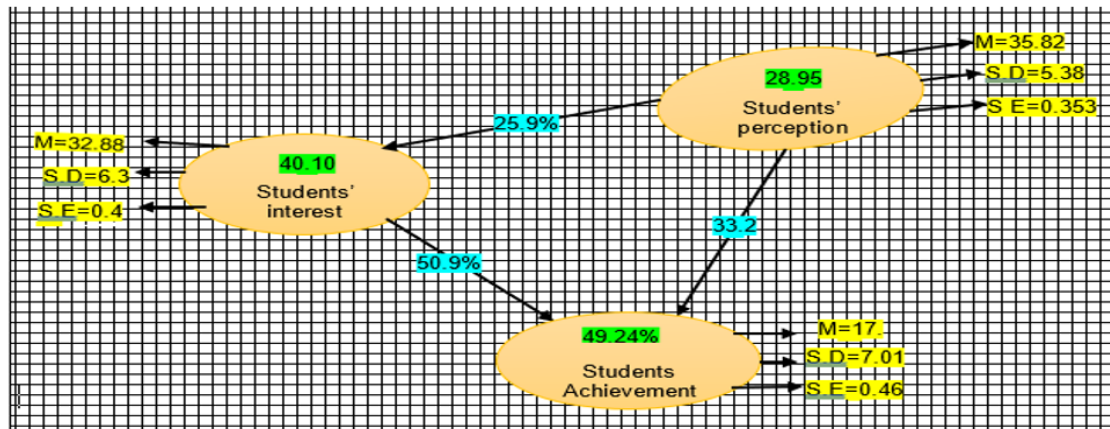 M=35.82
28.95
S.D=5.38
Students'
perception
S E=0.353
25.9%
M=32.88
40.10
S.D=6.3
Students'
interest
S.E=0.4
33.2
50.9%
49.24%
M=17.
S.D=7.01
Students
Achievement
S.E=0.46